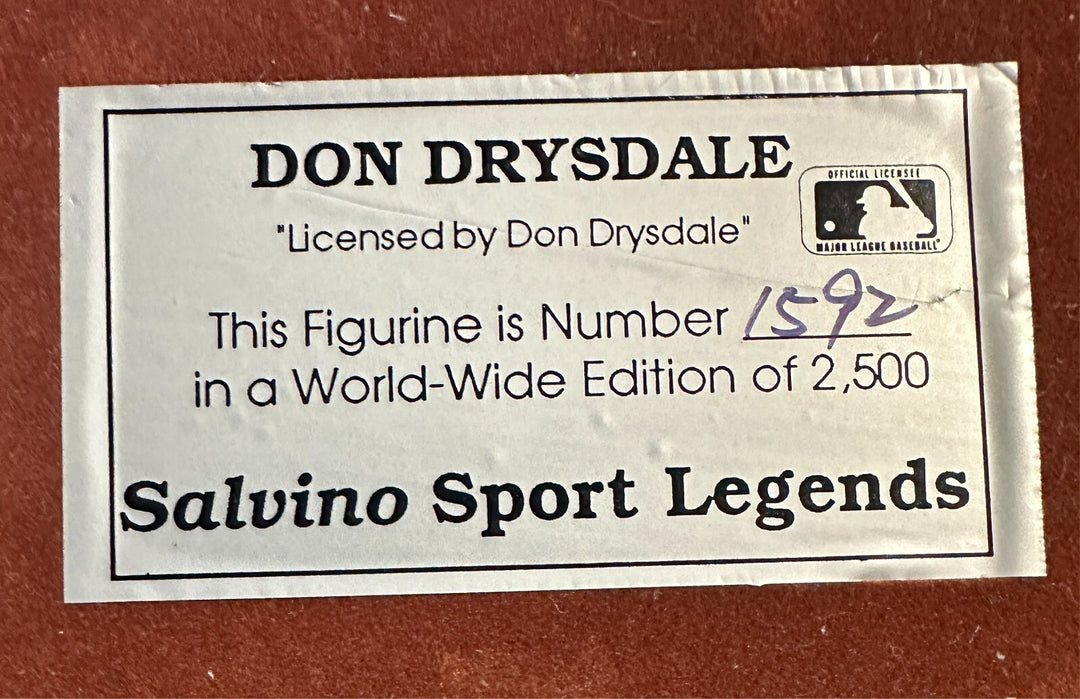 DON DRYSDALE
OFFICIAL LICENSEE
MAJOR LEAGUE BASEBALL®
"Licensed by Don Drysdale"
This Figurine is Number 1592
in a World-Wide Edition of 2,500
Salvino Sport Legends